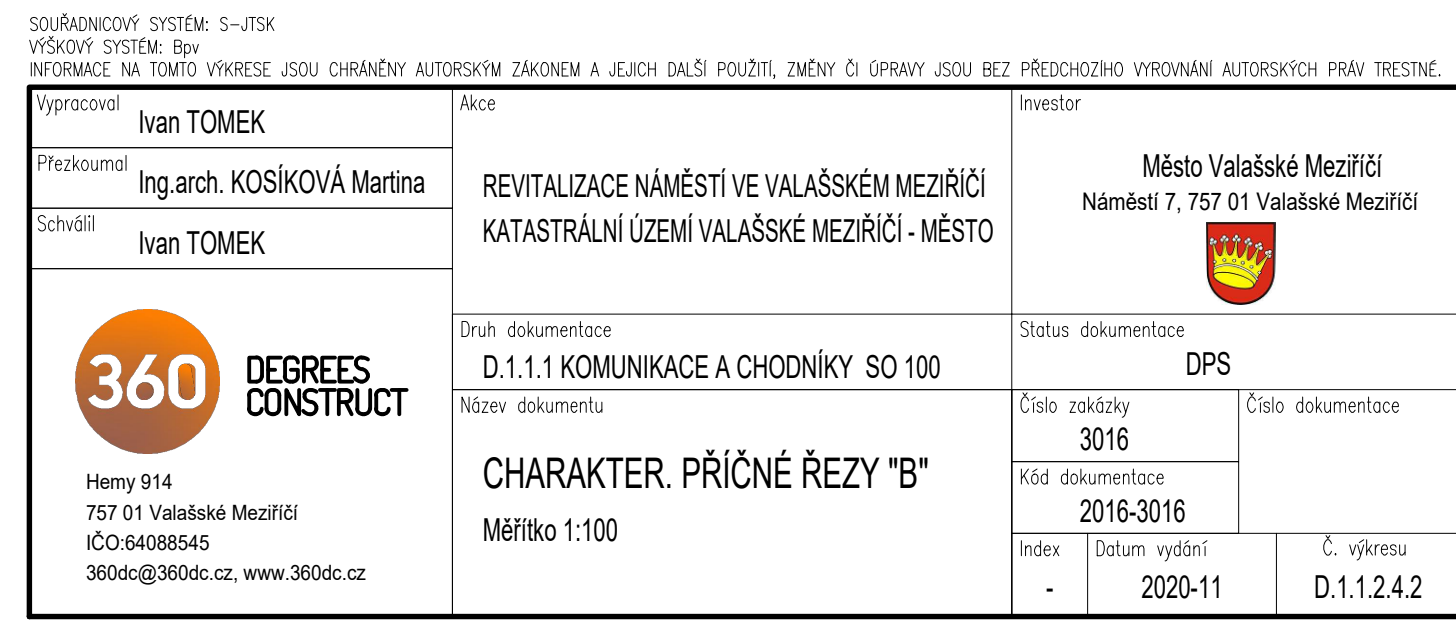 SOUŘADNICOVÝ SYSTÉM: S-JTSK
VÝŠKOVÝ SYSTÉM: Bpv
INFORMACE NA TOMTO VÝKRESE JSOU CHRÁNĚNY AUTORSKÝM ZÁKONEM A JEJICH DALŠÍ POUŽITÍ, ZMĚNY ČI ÚPRAVY JSOU BEZ PŘEDCHOZÍHO VYROVNÁNÍ AUTORSKÝCH PRÁV TRESTNÉ.
Vypracoval
Ivan TOMEK
Přezkoumal
Ing.arch. KOSÍKOVÁ Martina
Schválil
Ivan TOMEK
360
DEGREES
CONSTRUCT
Hemy 914
757 01 Valašské Meziříčí
IČO:64088545
360dc@360dc.cz, www.360dc.cz
Akce
REVITALIZACE NÁMĚSTÍ VE VALAŠSKÉM MEZIŘÍČÍ
KATASTRÁLNÍ ÚZEMÍ VALAŠSKÉ MEZIŘÍČÍ - MĚSTO
Druh dokumentace
D.1.1.1 KOMUNIKACE A CHODNÍKY SO 100
Název dokumentu
CHARAKTER. PŘÍČNÉ ŘEZY "B"
Měřítko 1:100
Investor
Město Valašské Meziříčí
Náměstí 7, 757 01 Valašské Meziříčí
Status dokumentace
DPS
Číslo zakázky
3016
Číslo dokumentace
Kód dokumentace
2016-3016
Index
-
Datum vydání
2020-11
Č. výkresu
D.1.1.2.4.2